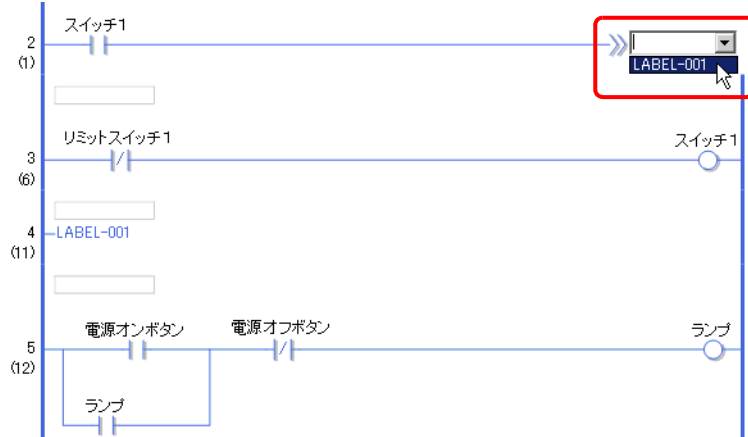 スイッチ1
2
(1)
LABEL-001
リミットスイッチ1
スイッチ1
3
(6)
4
LABEL-001
(11)
電源オンボタン
電源オフボタン
ランプ
5
(12)
ランプ